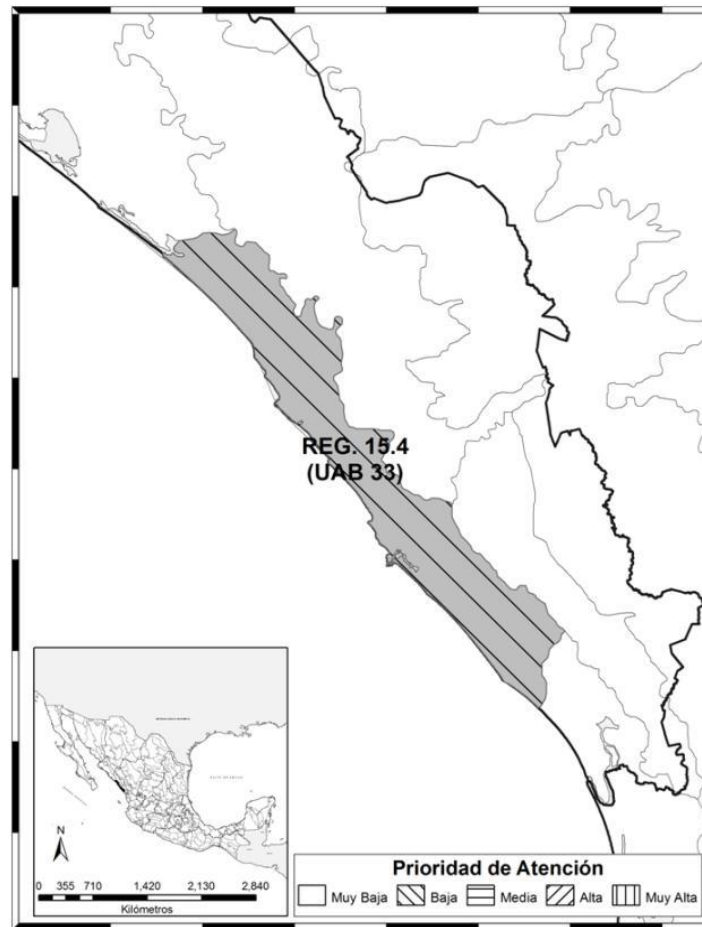 REG. 15.4
(UAB 33)
N
0 355 710 1,420 2,130 2,840
Kilómetros
Prioridad de Atención
Muy Baja Baja Media Alta Muy Alta